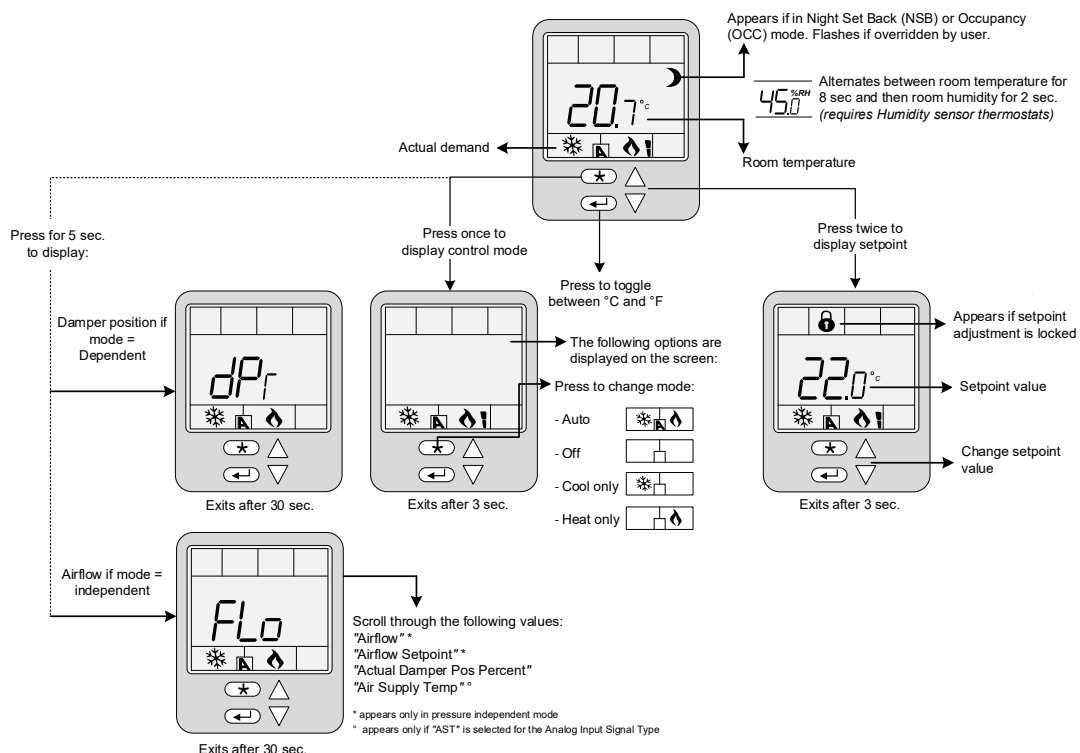 Appears if in Night Set Back (NSB) or Occupancy
(OCC) mode. Flashes if overridden by user.
20.7°c
45.0 %RH
Alternates between room temperature for
8 sec and then room humidity for 2 sec.
(requires Humidity sensor thermostats)
Actual demand
A
Room temperature
Press for 5 sec.
to display:
Press once to
display control mode
Press to toggle
between °C and °F
Press twice to
display setpoint
Damper position if
mode =
Dependent
dPr
A
Exits after 30 sec.
A
Exits after 3 sec.
The following options are
displayed on the screen:
Press to change mode:
- Auto
A
- Off
- Cool only
- Heat only
Appears if setpoint
adjustment is locked
22.0°c
Setpoint value
A
Change setpoint
value
Exits after 3 sec.
Airflow if mode =
independent
FLo
A
Exits after 30 sec.
Scroll through the following values:
"Airflow" *
"Airflow Setpoint" *
"Actual Damper Pos Percent"
"Air Supply Temp" °
* appears only in pressure independent mode
° appears only if "AST" is selected for the Analog Input Signal Type